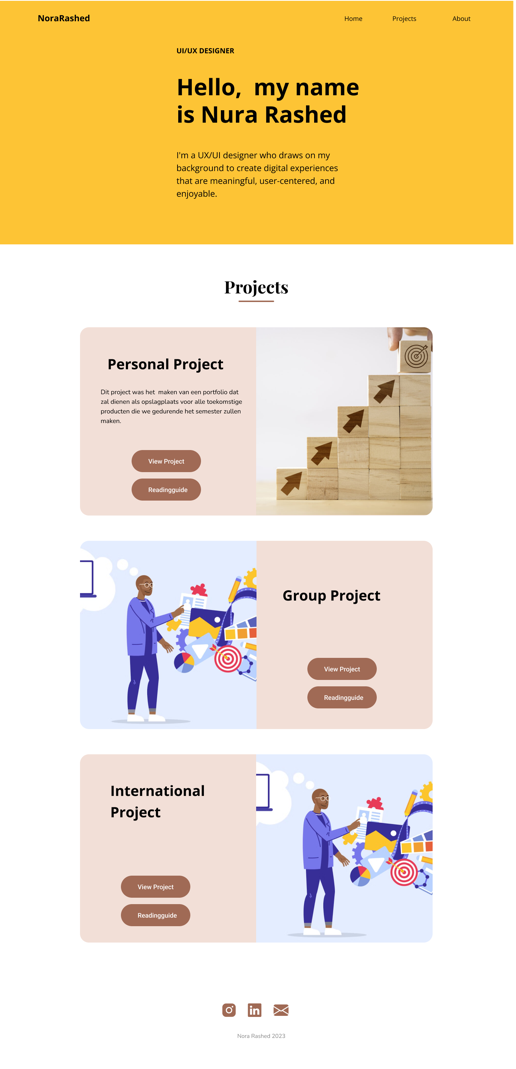 NoraRashed
Home Projects About
UI/UX DESIGNER
Hello, my name
is Nura Rashed
I'm a UX/UI designer who draws on my
background to create digital experiences
that are meaningful, user-centered, and
enjoyable.
Projects
Personal Project
Dit project was het maken van een portfolio dat
zal dienen als opslagplaats voor alle toekomstige
producten die we gedurende het semester zullen
maken.
View Project
Readingguide
Group Project
View Project
Readingguide
International
Project
View Project
Readingguide
in
Nora Rashed 2023